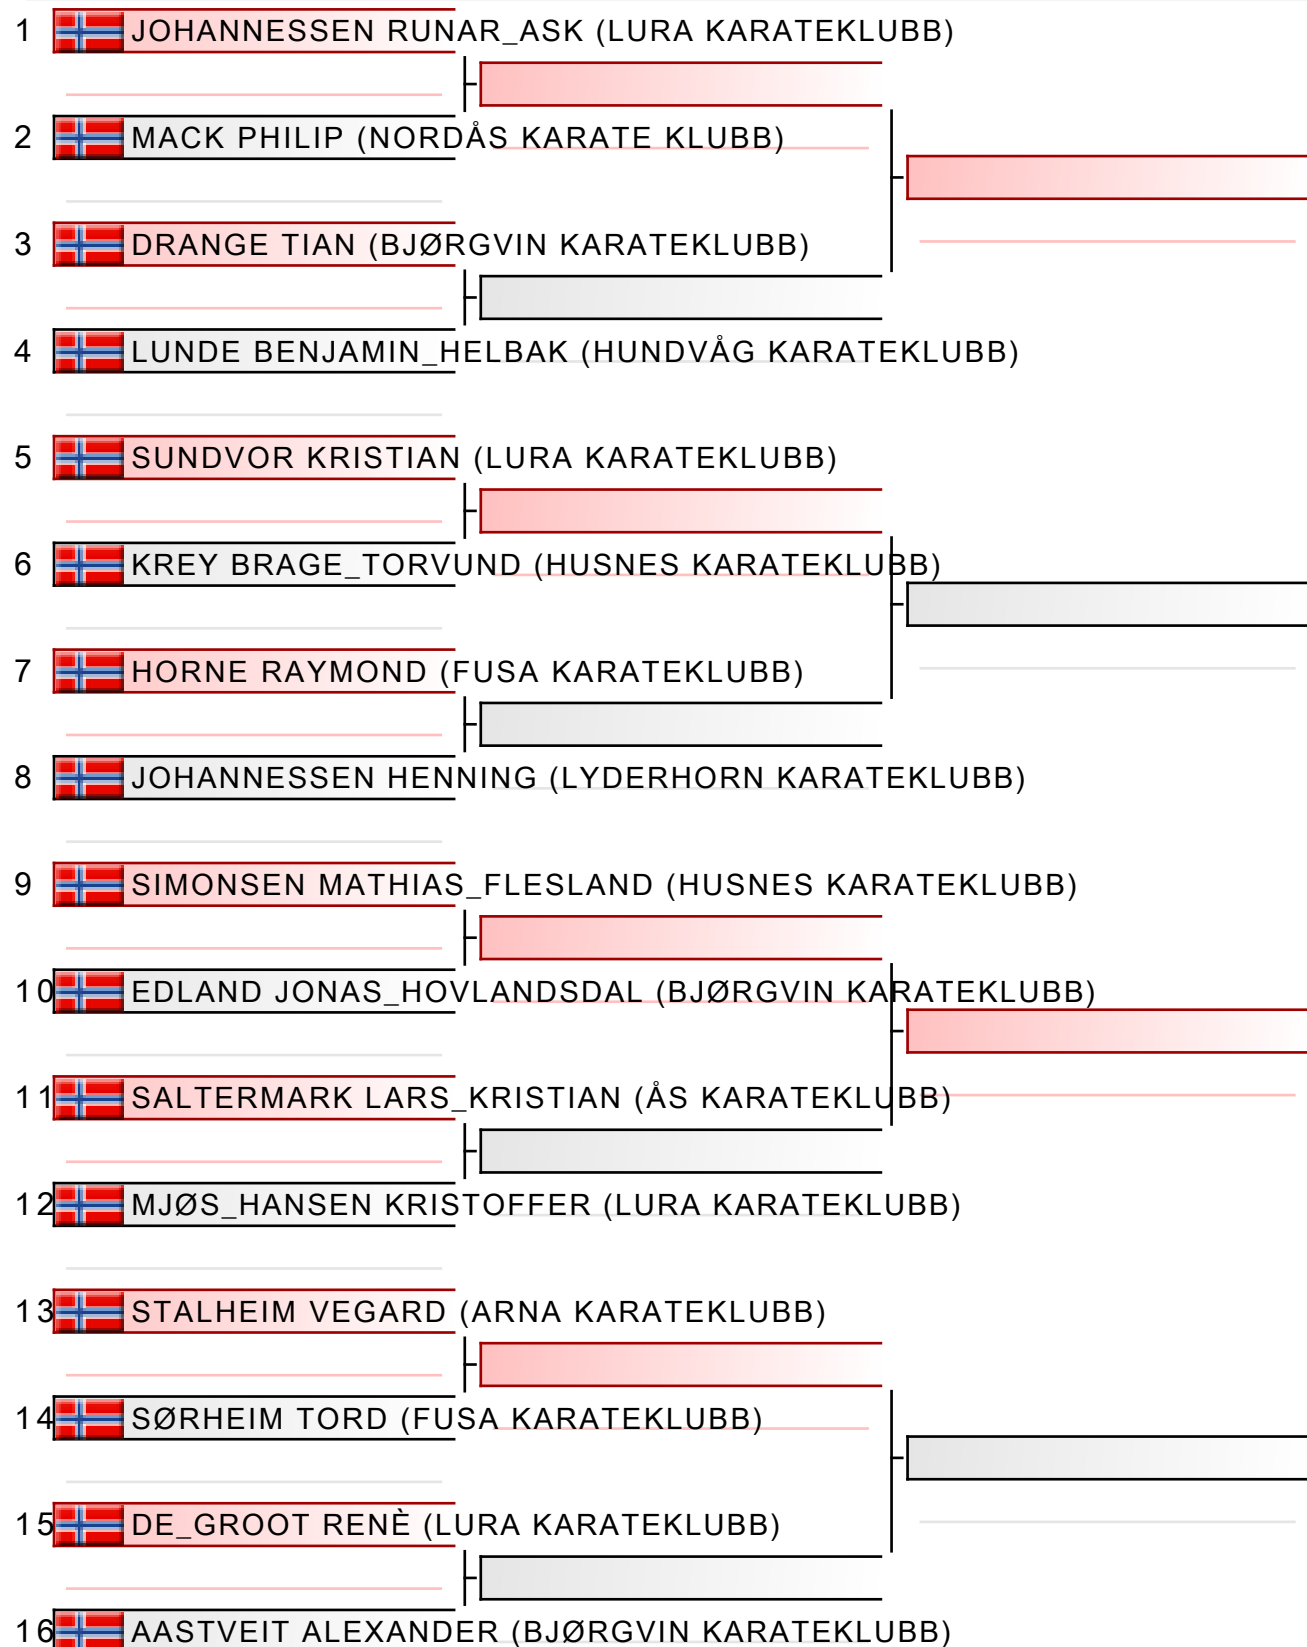 1 JOHANNESSEN RUNAR_ASK (LURA KARATEKLUBB)
2 MACK PHILIP (NORDÅS KARATE KLUBB)
3 DRANGE TIAN (BJØRGVIN KARATEKLUBB)
4 LUNDE BENJAMIN_HELBAK (HUNDVÅG KARATEKLUBB)
5 SUNDVOR KRISTIAN (LURA KARATEKLUBB)
6 KREY BRAGE_TORVUND (HUSNES KARATEKLUBB)
7 HORNE RAYMOND (FUSA KARATEKLUBB)
8 JOHANNESSEN HENNING (LYDERHORN KARATEKLUBB)
9 SIMONSEN MATHIAS_FLESLAND (HUSNES KARATEKLUBB)
10 EDLAND JONAS_HOVLANDSDAL (BJØRGVIN KARATEKLUBB)
11 SALTERMARK LARS_KRISTIAN (ÅS KARATEKLUBB)
12 MJØS_HANSEN KRISTOFFER (LURA KARATEKLUBB)
13 STALHEIM VEGARD (ARNA KARATEKLUBB)
14 SØRHEIM TORD (FUSA KARATEKLUBB)
15 DE_GROOT RENÈ (LURA KARATEKLUBB)
16 AASTVEIT ALEXANDER (BJØRGVIN KARATEKLUBB)